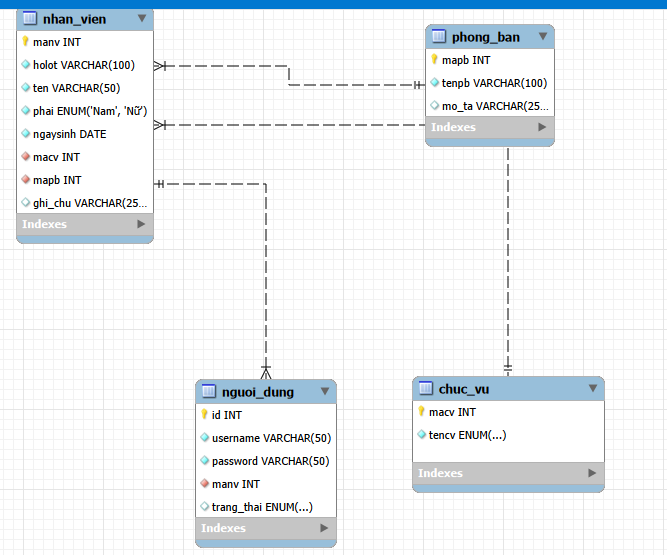 nhan_vien
manv INT
holot VARCHAR(100)
ten VARCHAR(50)
phai ENUM('Nam', 'Nữ')
ngaysinh DATE
macv INT
mapb INT
ghi_chu VARCHAR(25...
Indexes
phong_ban
mapb INT
tenpb VARCHAR(100)
mo_ta VARCHAR(25...
Indexes
nguoi_dung
id INT
username VARCHAR(50)
password VARCHAR(50)
manv INT
trang_thai ENUM(...)
Indexes
chuc_vu
macv INT
tencv ENUM(...)
Indexes